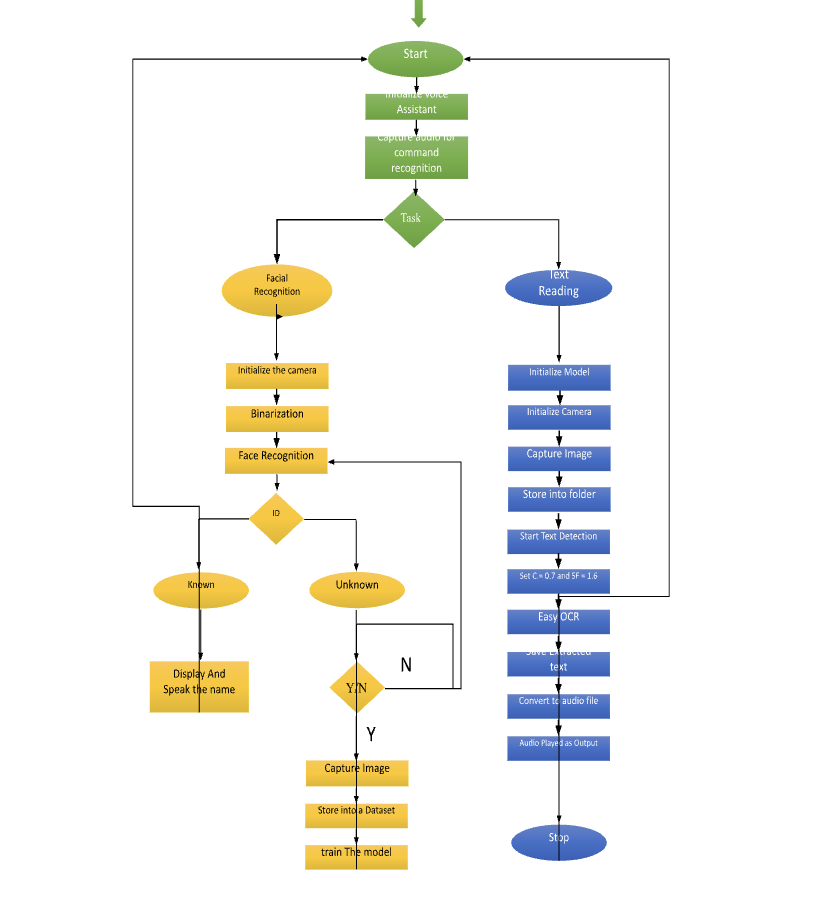 Start
Initialize Voice
Assistant
Capture audio for
command
recognition
Task
Facial
Recognition
Text
Reading
Initialize the camera
Binarization
Face Recognition
ID
Known
Unknown
Display And
Speak the name
N
Y/N
Y
Capture Image
Store into a Dataset
train The model
Initialize Model
Initialize Camera
Capture Image
Store into folder
Start Text Detection
Set C = 0.7 and SF = 1.6
Easy OCR
Save Extracted
text
Convert to audio file
Audio Played as Output
Stop